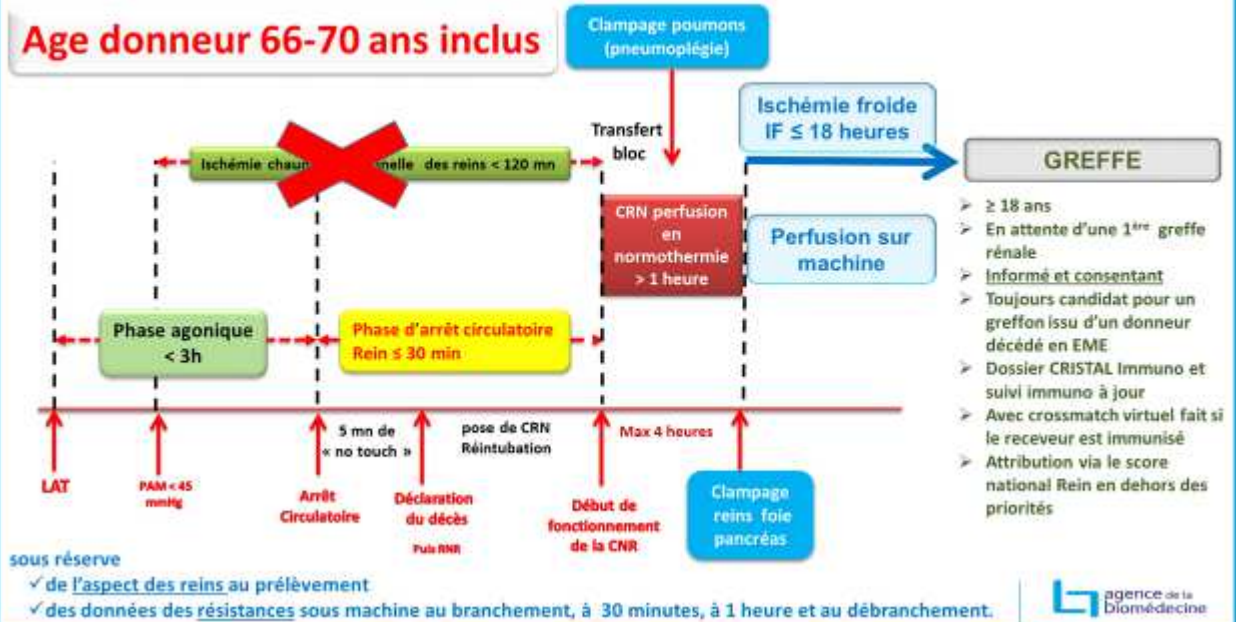 Age donneur 66-70 ans inclus
Clampage poumons
(pneumoplégie)
Ischémie froide
IF ≤ 18 heures
Transfert
bloc
Ischémie chau nelle des reins < 120 mn
GREFFE
CRN perfusion
en
normothermie
> 1 heure
Perfusion sur
machine
➢ ≥ 18 ans
➢ En attente d'une 1ère greffe
rénale
➢ Informé et consentant
➢ Toujours candidat pour un
greffon issu d'un donneur
décédé en EME
➢ Dossier CRISTAL Immuno et
suivi immuno à jour
➢ Avec crossmatch virtuel fait si
le receveur est immunisé
➢ Attribution via le score
national Rein en dehors des
priorités
Phase agonique
< 3h
Phase d'arrêt circulatoire
Rein ≤ 30 min
5 mn de
« no touch »
pose de CRN
Réintubation
Max 4 heures
LAT
PAM < 45
mmHg
Arrêt
Circulatoire
Déclaration
du décès
Puis RNR
Début de
fonctionnement
de la CNR
Clampage
reins foie
pancréas
sous réserve
✓ de l'aspect des reins au prélèvement
✓ des données des résistances sous machine au branchement, à 30 minutes, à 1 heure et au débranchement.
agence de la
biomédecine